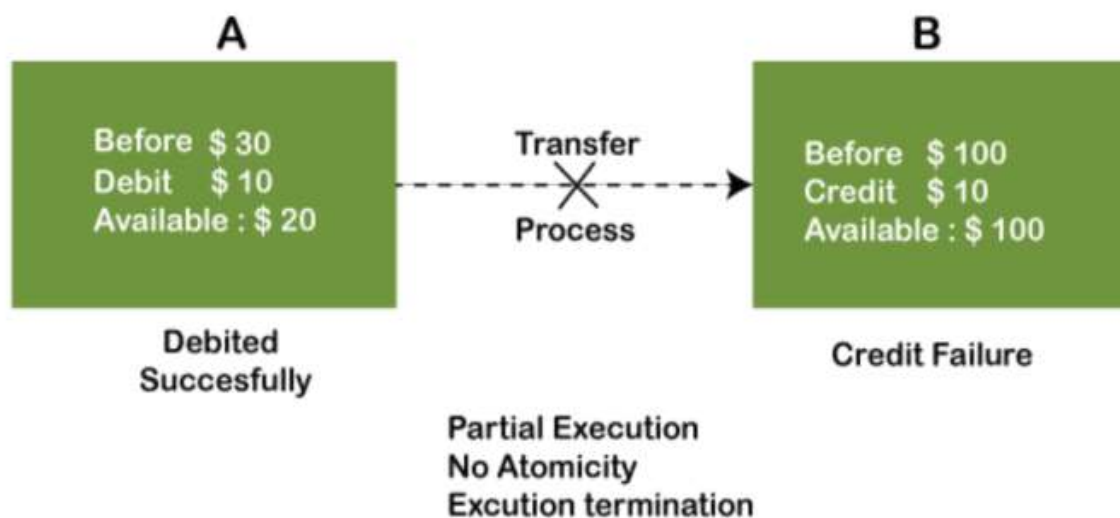 A
B
Before $ 30
Debit $ 10
Available : $ 20
Transfer
Process
Before $ 100
Credit $ 10
Available : $ 100
Debited
Succesfully
Credit Failure
Partial Execution
No Atomicity
Excution termination